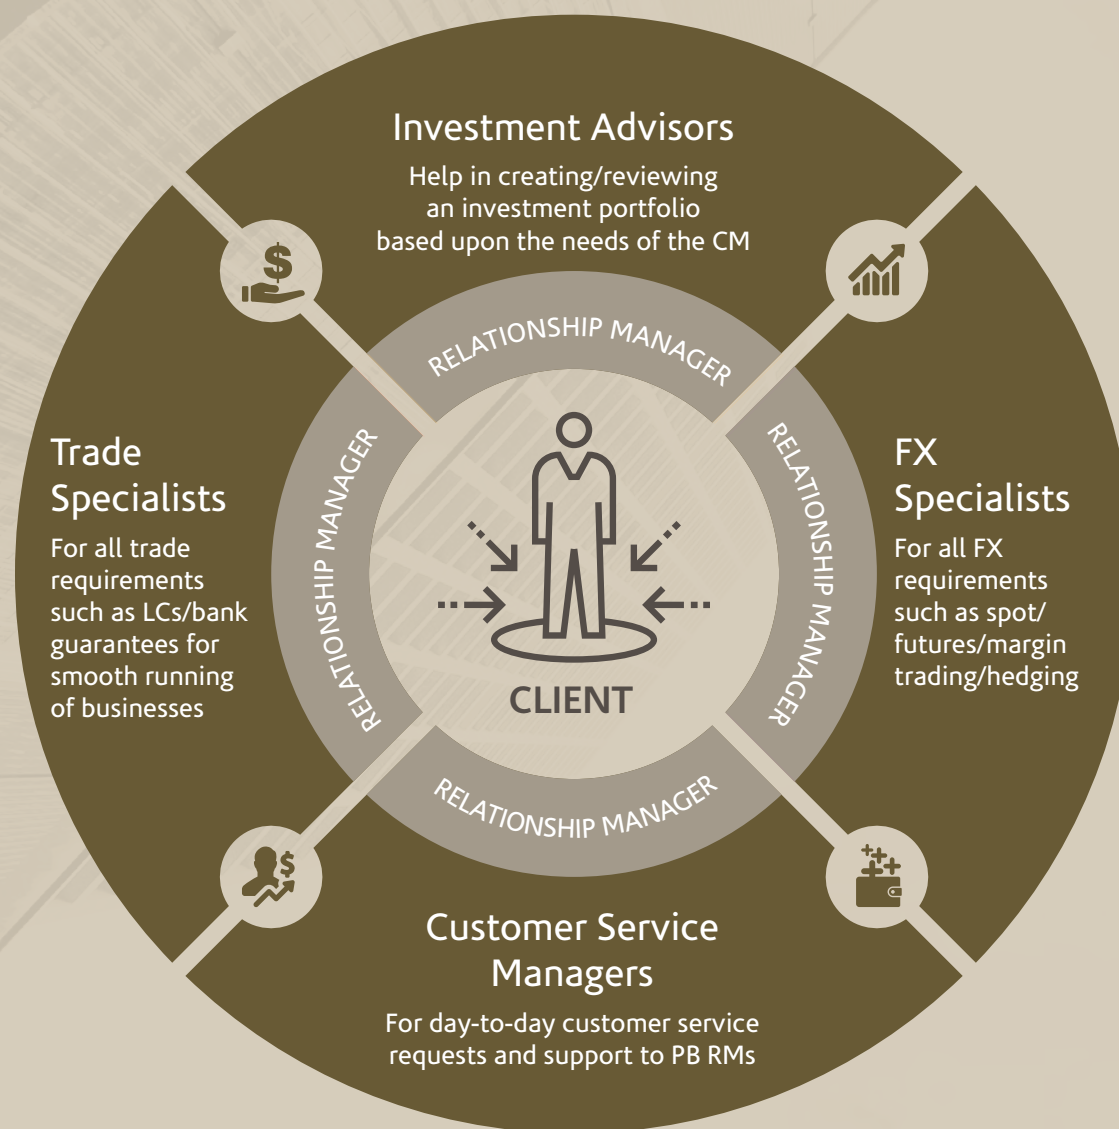 Investment Advisors
Help in creating/reviewing
an investment portfolio
based upon the needs of the CM
RELATIONSHIP MANAGER
Trade
Specialists
For all trade
requirements
such as LCs/bank
guarantees for
smooth running
of businesses
RELATIONSHIP MANAGER
CLIENT
RELATIONSHIP MANAGER
FX
Specialists
For all FX
requirements
such as spot/
futures/margin
trading/hedging
RELATIONSHIP MANAGER
Customer Service
Managers
For day-to-day customer service
requests and support to PB RMs